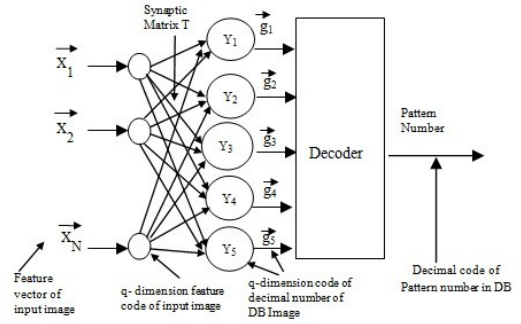 Synaptic
Matrix T
X1
X2
XN
Y1
Y2
Y3
Y4
Y5
g1
g2
g3
g4
g5
Decoder
Pattern
Number
Feature
vector of
input image
q- dimension feature
code of input image
q-dimension code of
decimal number of
DB Image
Decimal code of
Pattern number in DB